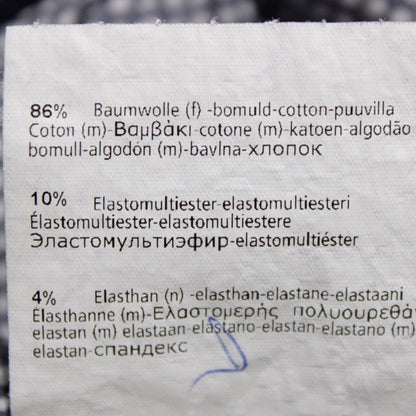 86% Baumwolle (f) -bomuld-cotton-puuvilla
Coton (m)-Βαμβάκι-cotone (m)-katoen-algodão
bomull-algodón (m)-bavlna-хлопок
10% Elastomultiester-elastomultiesteri
Élastomultiester-elastomultiestere
Эластомультиэфир-elastomultiéster
4% Elasthan (n) -elasthan-elastane-elastaani
Élasthanne (m)-Ελαστομερής πολυουρεθά
elastan (m) elastaan-elastano-elastan-elastano (m)
elastan-спандекс